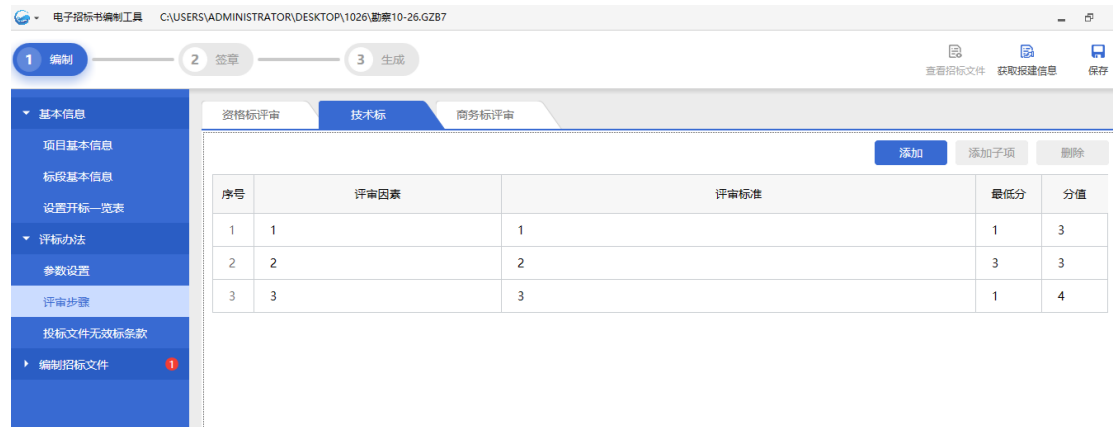 电子招标书编制工具 C:\USERS\ADMINISTRATOR\DESKTOP\1026\勘察10-26.GZB7
1 编制 2 签章 3 生成
查看招标文件 获取报建信息 保存
基本信息
项目基本信息
标段基本信息
设置开标一览表
评标办法
参数设置
评审步骤
投标文件无效标条款
编制招标文件 1
资格标评审 技术标 商务标评审
添加 添加子项 删除
序号 评审因素 评审标准 最低分 分值
1 1 1 1 3
2 2 2 3 3
3 3 3 1 4